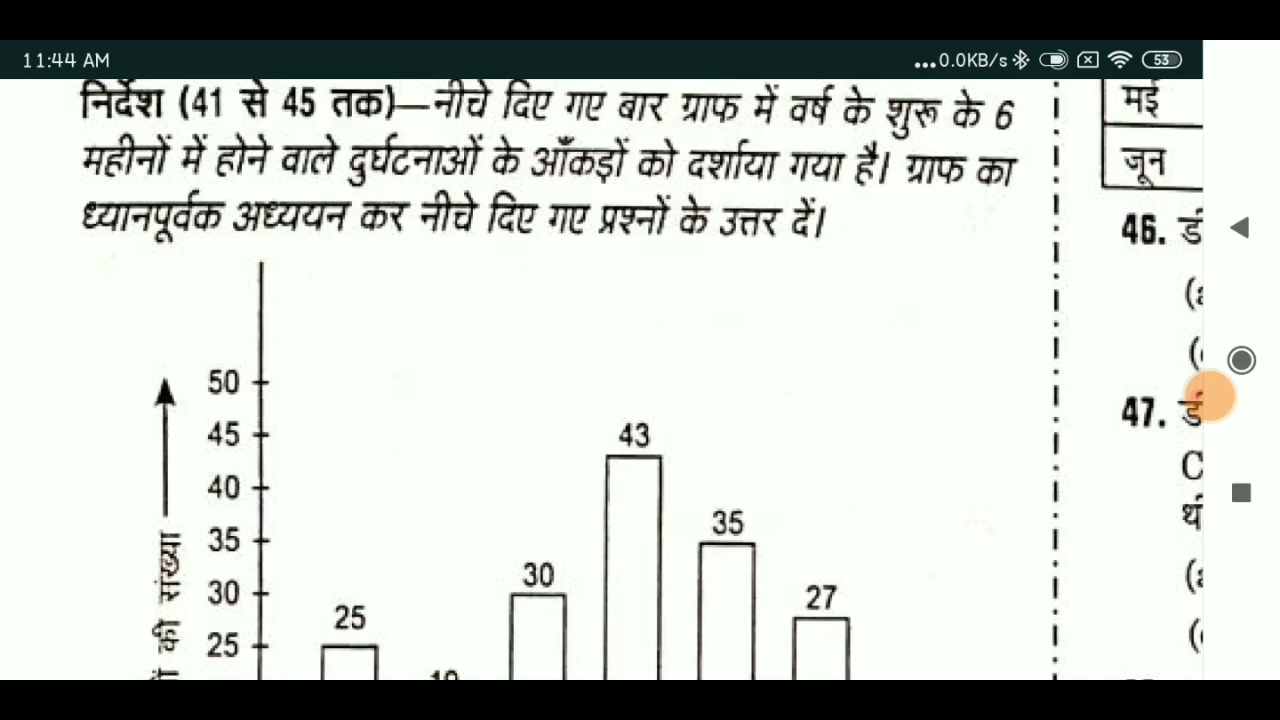 11:44 AM
...0.0KB/s
53
निर्देश (41 से 45 तक)—नीचे दिए गए बार ग्राफ में वर्ष के शुरू के 6
महीनों में होने वाले दुर्घटनाओं के आँकड़ों को दर्शाया गया है। ग्राफ का
ध्यानपूर्वक अध्ययन कर नीचे दिए गए प्रश्नों के उत्तर दें।
50
45
40
35
30
25
की संख्या
25
30
43
35
27
मई
जून
46.
47.